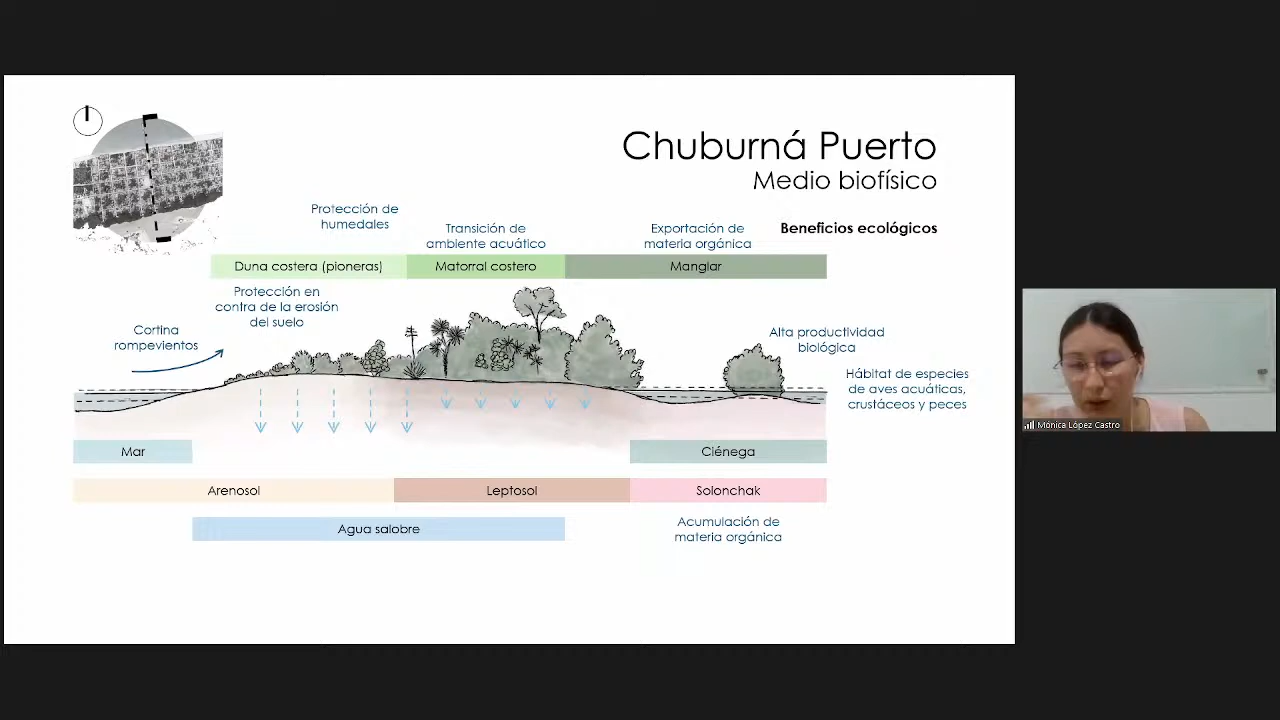 Chuburná Puerto
Medio biofísico
Beneficios ecológicos
Protección de
humedales
Transición de
ambiente acuático
Exportación de
materia orgánica
Duna costera (pioneras)
Matorral costero
Manglar
Protección en
contra de la erosión
del suelo
Cortina
rompevientos
Alta productividad
biológica
Hábitat de especies
de aves acuáticas,
crustáceos y peces
Mar
Ciénega
Arenosol
Leptosol
Solonchak
Agua salobre
Acumulación de
materia orgánica
Mónica López Castro